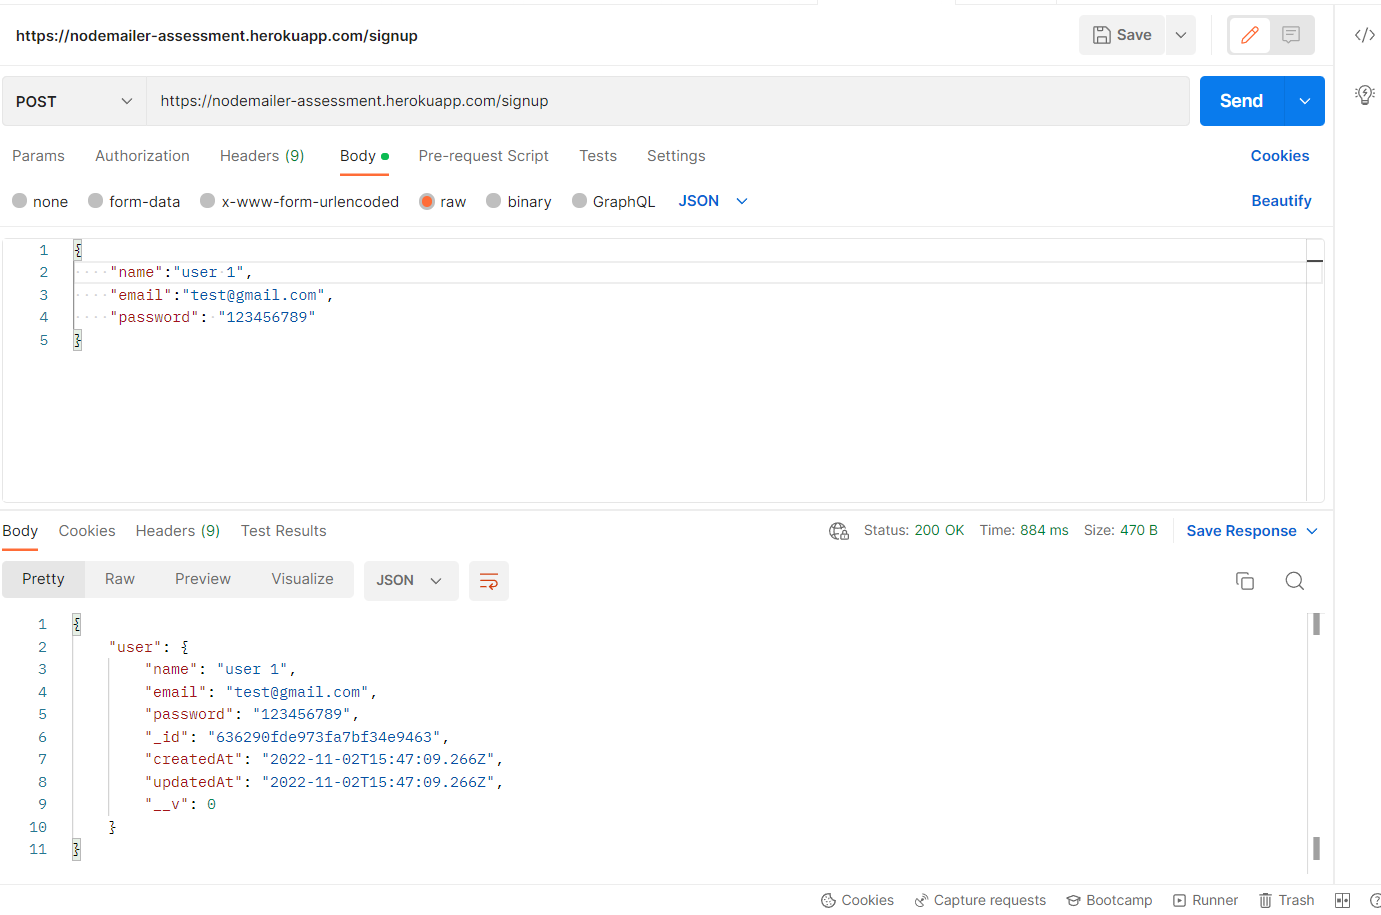 https://nodemailer-assessment.herokuapp.com/signup
Save
POST
https://nodemailer-assessment.herokuapp.com/signup
Send
Params Authorization Headers (9) Body Pre-request Script Tests Settings Cookies
none form-data x-www-form-urlencoded raw binary GraphQL JSON Beautify
1 {
2 "name":"user 1",
3 "email":"test@gmail.com",
4 "password": "123456789"
5 }
Body Cookies Headers (9) Test Results Status: 200 OK Time: 884 ms Size: 470 B Save Response
Pretty Raw Preview Visualize JSON
1 {
2 "user": {
3 "name": "user 1",
4 "email": "test@gmail.com",
5 "password": "123456789",
6 "_id": "636290fde973fa7bf34e9463",
7 "createdAt": "2022-11-02T15:47:09.266Z",
8 "updatedAt": "2022-11-02T15:47:09.266Z",
9 "__v": 0
10 }
11 }
Cookies Capture requests Bootcamp Runner Trash